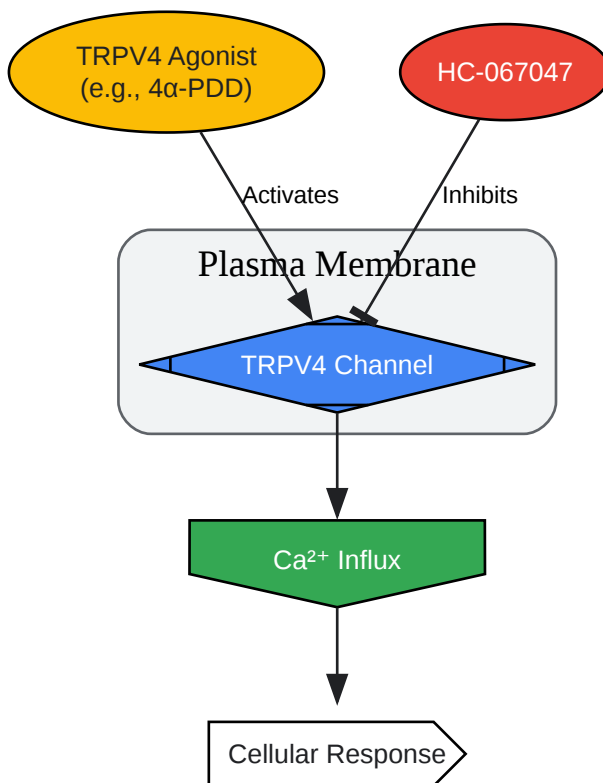 TRPV4 Agonist
(e.g., 4α-PDD)
HC-067047
Activates
Inhibits
Plasma Membrane
TRPV4 Channel
Ca²⁺ Influx
Cellular Response